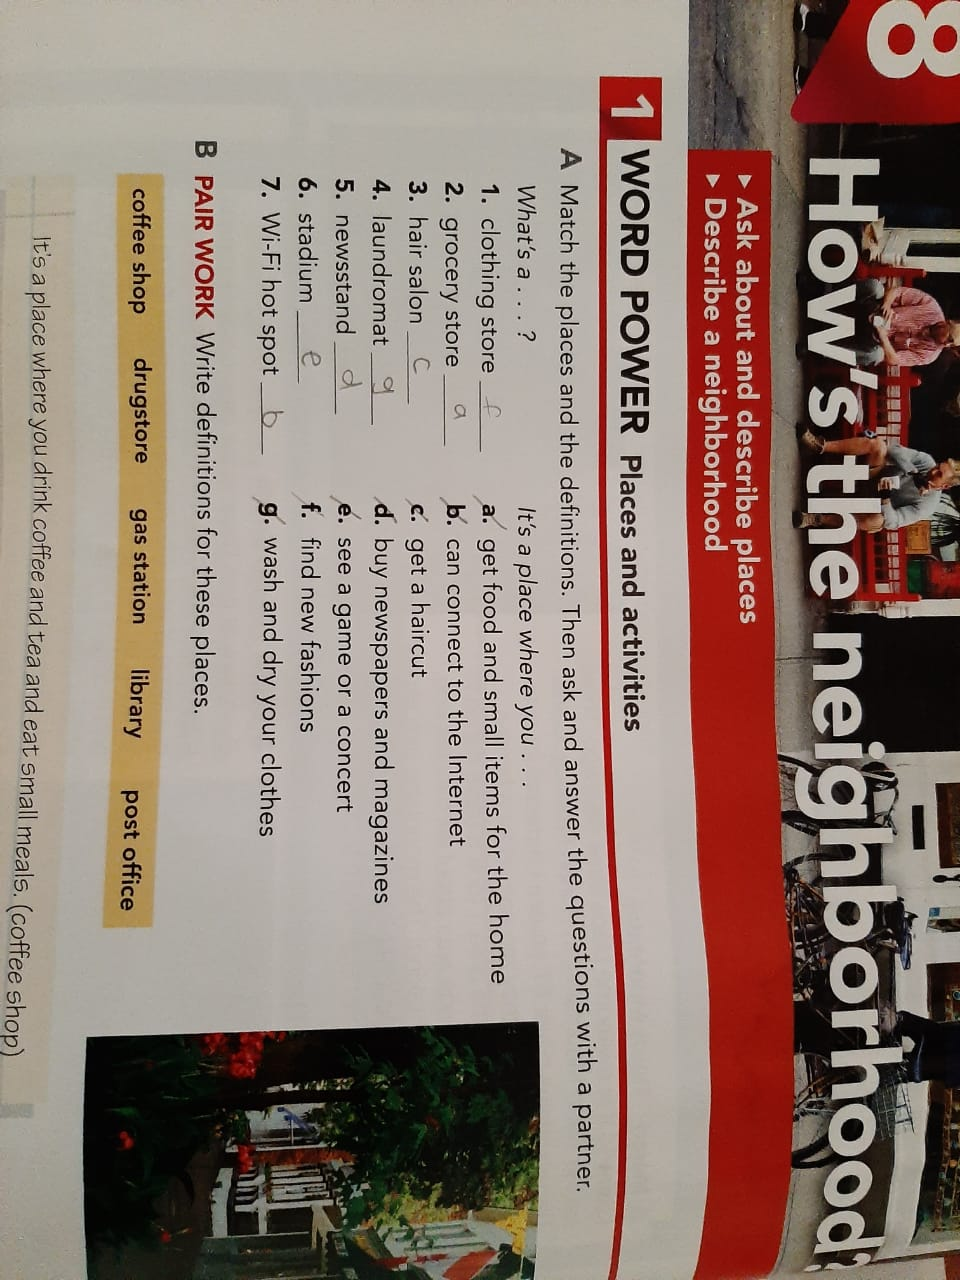 8 How's the neighborhood?
▸ Ask about and describe places
▸ Describe a neighborhood
1 WORD POWER Places and activities
A Match the places and the definitions. Then ask and answer the questions with a partner.
What's a . . . ? It's a place where you . . .
1. clothing store f a. get food and small items for the home
2. grocery store a b. can connect to the Internet
3. hair salon c c. get a haircut
4. laundromat g d. buy newspapers and magazines
5. newsstand d e. see a game or a concert
6. stadium e f. find new fashions
7. Wi-Fi hot spot b g. wash and dry your clothes
B PAIR WORK Write definitions for these places.
coffee shop drugstore gas station library post office
It's a place where you drink coffee and tea and eat small meals. (coffee shop)